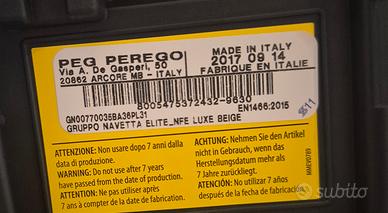 PEG PEREGO
Via A. De Gasperi, 50
20862 ARCORE MB - ITALY
MADE IN ITALY
2017 09 14
FABRIQUE EN ITALIE
8005475372432-9630
GN00770035BA36PL31
EN1466:2015
GRUPPO NAVETTA ELITE_NFE LUXE BEIGE
S11
ATTENZIONE: Non usare dopo 7 anni dalla
data di produzione.
WARNING: Do not use after 7 years
have passed from the date of production.
ATTENTION: Ne pas utiliser après
7 ans à compter de la date de production.
ACHTUNG: Nehmen Sie den Artikel
nicht in Gebrauch, wenn das
Herstellungsdatum mehr als
7 Jahre zurückliegt.
ATENCIÓN: No utilizar 7 años
después de la fecha de fabricación.
subito